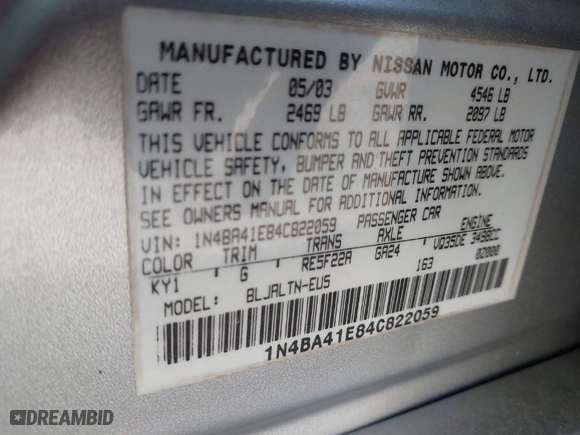 MANUFACTURED BY NISSAN MOTOR CO., LTD.
DATE 05/03 GVWR 4546 LB
GAWR FR. 2469 LB GAWR RR. 2097 LB
THIS VEHICLE CONFORMS TO ALL APPLICABLE FEDERAL MOTOR
VEHICLE SAFETY, BUMPER AND THEFT PREVENTION STANDARDS
IN EFFECT ON THE DATE OF MANUFACTURE SHOWN ABOVE.
SEE OWNERS MANUAL FOR ADDITIONAL INFORMATION.
VIN: 1N4BA41E84C822059 PASSENGER CAR
COLOR TRIM TRANS AXLE ENGINE
KY1 G RE5F22A GA24 VQ35DE 3498CC
MODEL: BLJALTN-EU5 163 02000
1N4BA41E84C822059
DREAMBID